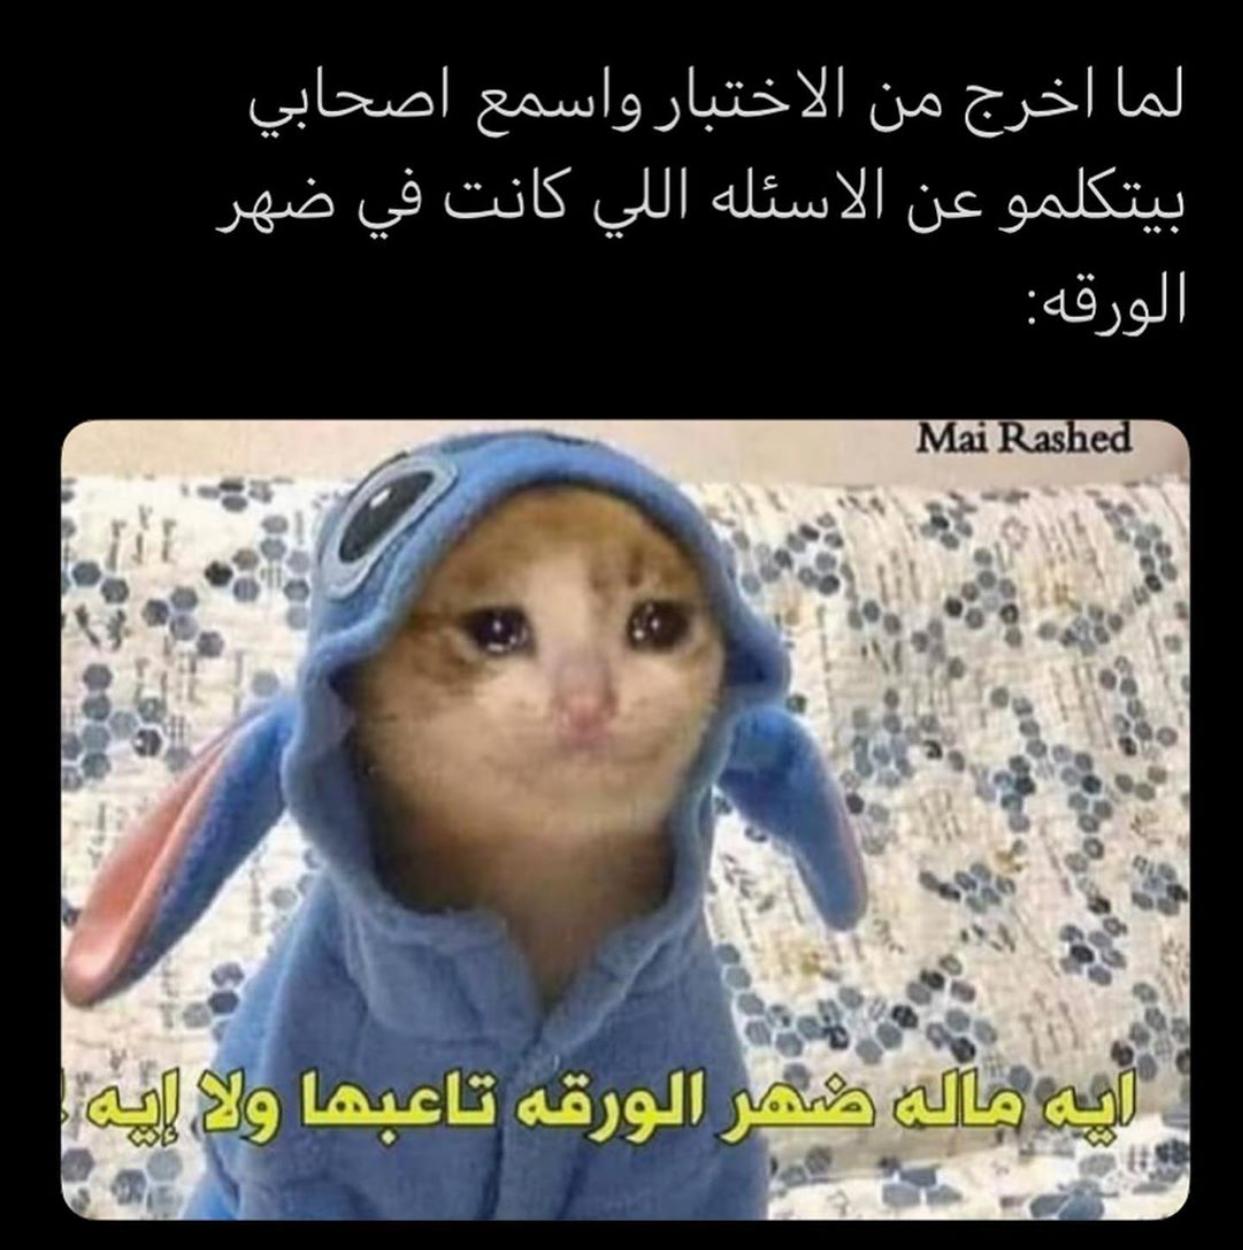 لما اخرج من الاختبار واسمع اصحابي
بيتكلمو عن الاسئله اللي كانت في ضهر
الورقه:
Mai Rashed
ايه ماله ضهر الورقه تاعبها ولا إيه !